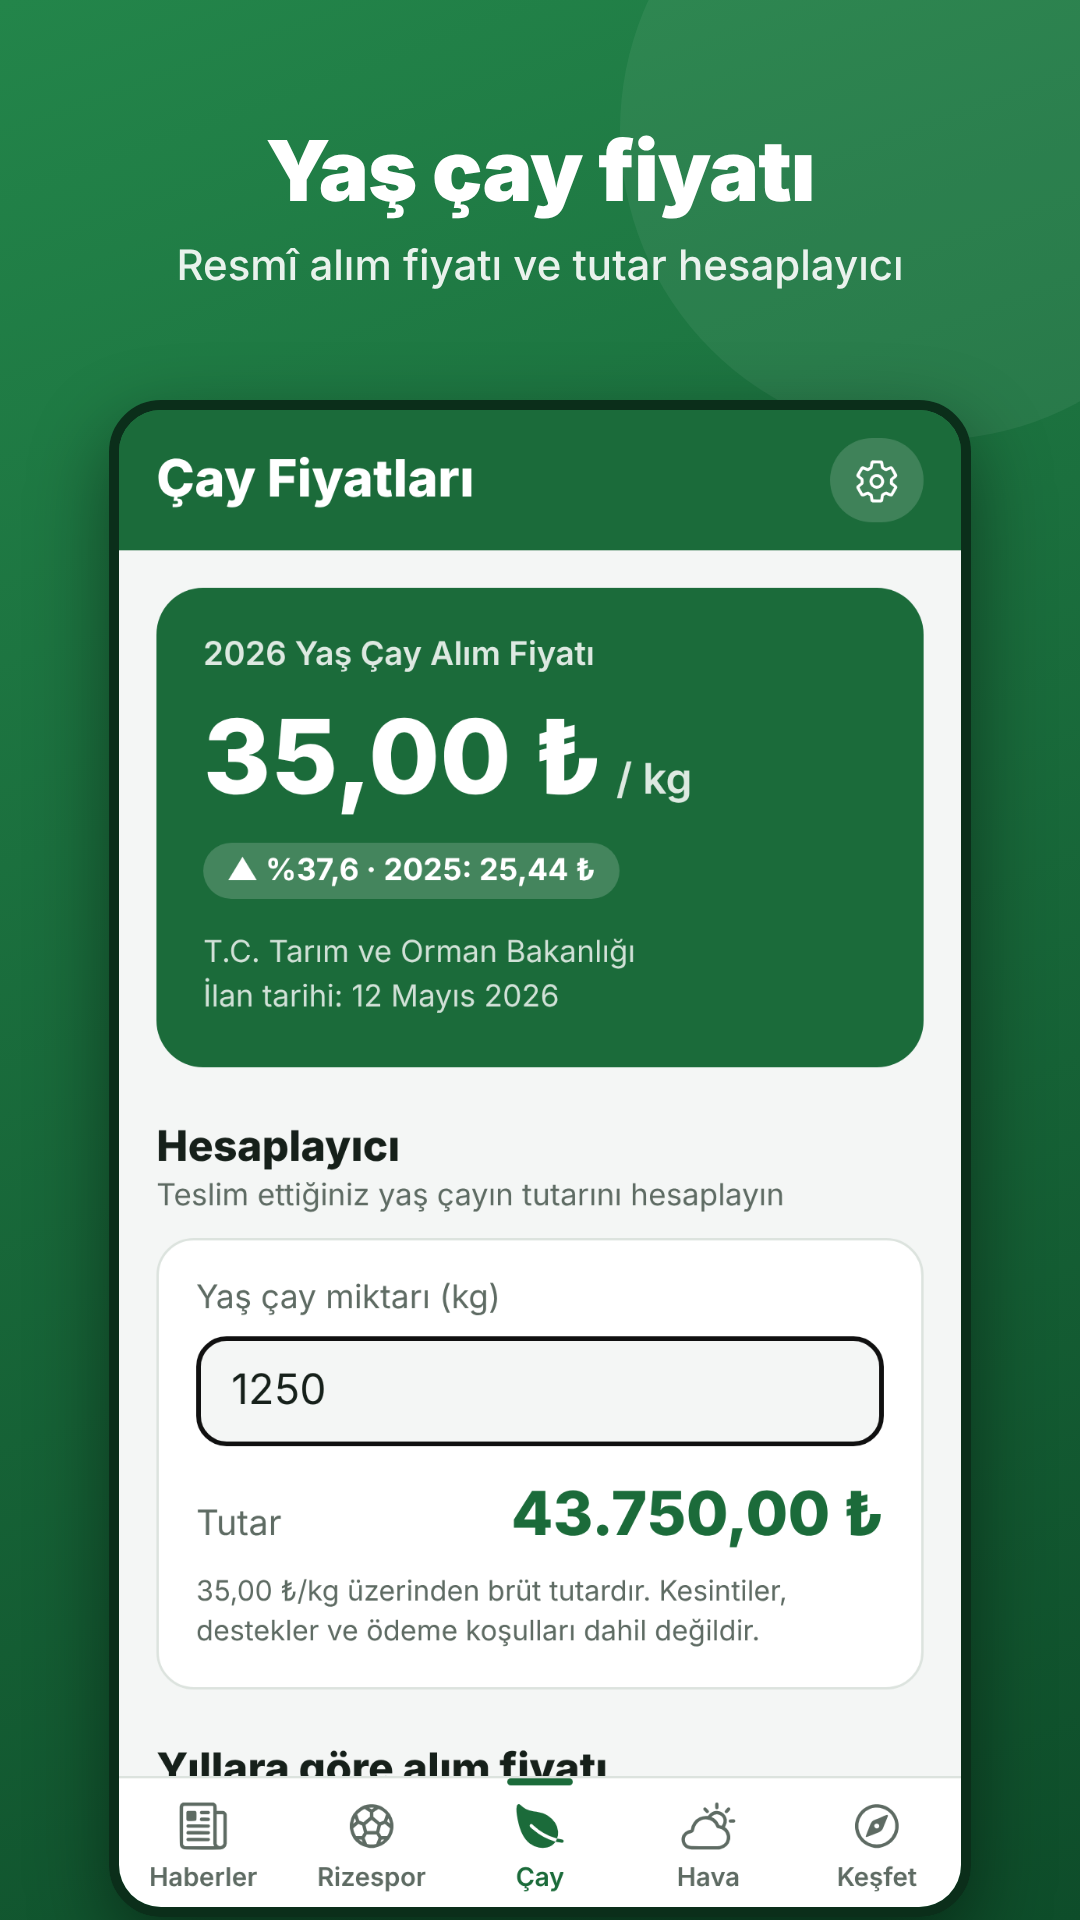 Yaş çay fiyatı
Resmî alım fiyatı ve tutar hesaplayıcı
Çay Fiyatları
2026 Yaş Çay Alım Fiyatı
35,00 ₺ / kg
▲ %37,6 · 2025: 25,44 ₺
T.C. Tarım ve Orman Bakanlığı
İlan tarihi: 12 Mayıs 2026
Hesaplayıcı
Teslim ettiğiniz yaş çayın tutarını hesaplayın
Yaş çay miktarı (kg)
1250
Tutar 43.750,00 ₺
35,00 ₺/kg üzerinden brüt tutardır. Kesintiler,
destekler ve ödeme koşulları dahil değildir.
Yıllara göre alım fiyatı
Haberler Rizespor Çay Hava Keşfet